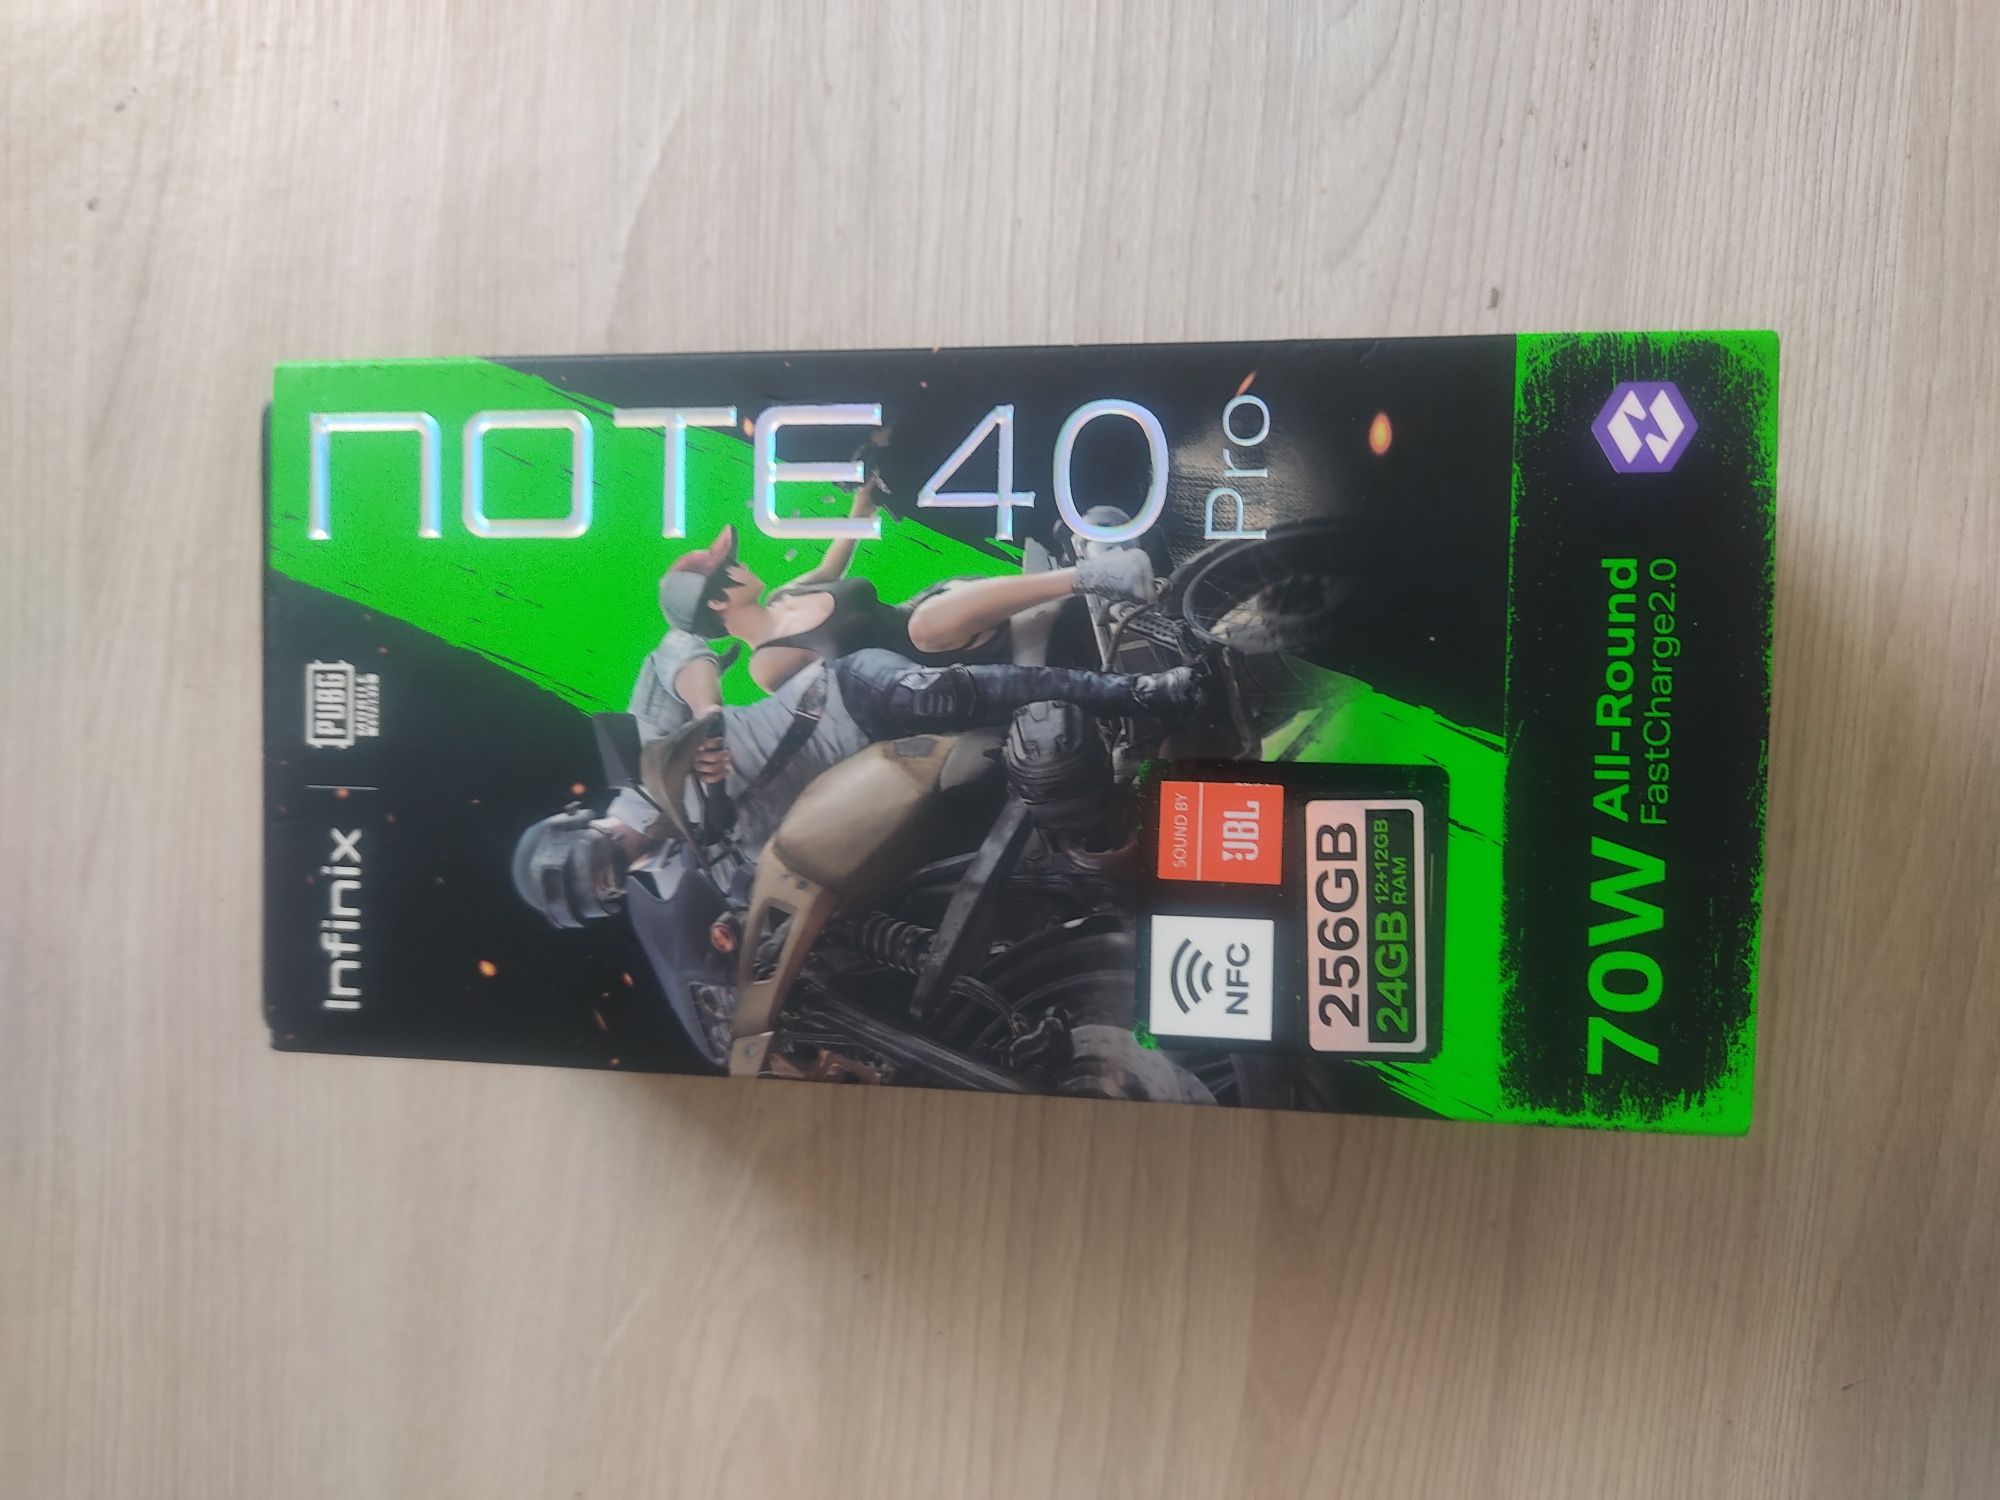 Infinix
PUBG
MOBILE
NOTE 40
Pro
NFC
SOUND BY
JBL
256GB
24GB 12+12GB
RAM
70W All-Round
FastCharge2.0